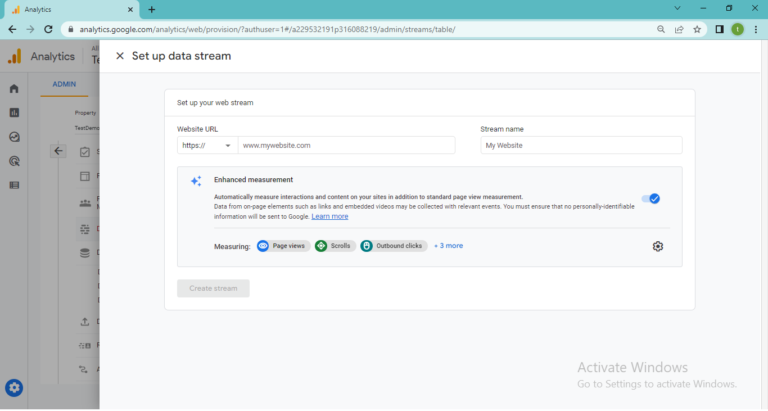 Analytics
analytics.google.com/analytics/web/provision/?authuser=1#/a229532191p316088219/admin/streams/table/
Analytics
All
Te
Set up data stream
ADMIN
Property
TestDemo
Set up your web stream
Website URL
Stream name
https://
www.mywebsite.com
My Website
Enhanced measurement
Automatically measure interactions and content on your sites in addition to standard page view measurement.
Data from on-page elements such as links and embedded videos may be collected with relevant events. You must ensure that no personally-identifiable
information will be sent to Google. Learn more
Measuring:
Page views
Scrolls
Outbound clicks
+ 3 more
Create stream
Activate Windows
Go to Settings to activate Windows.